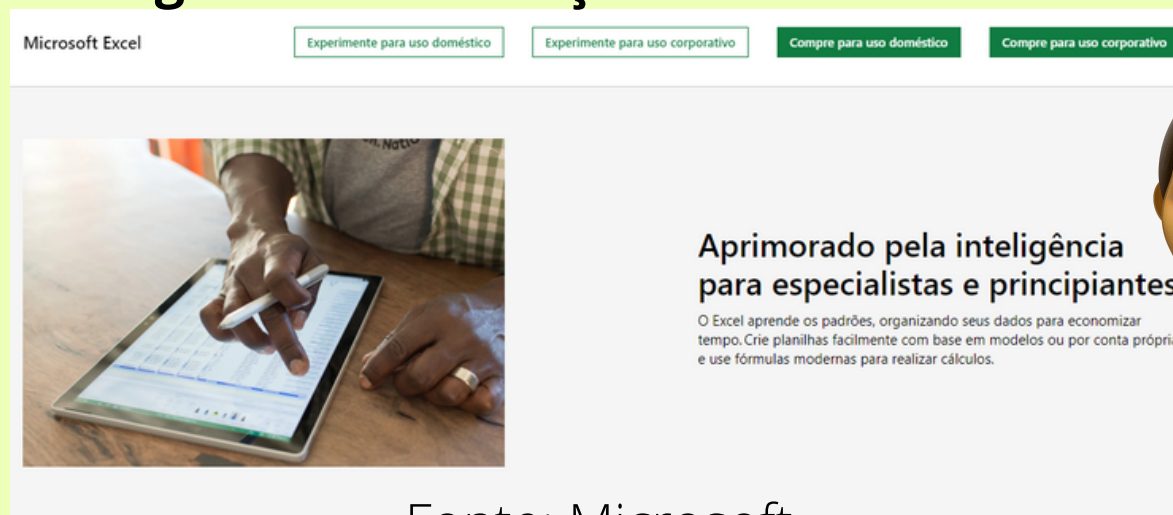 Microsoft Excel
Experimente para uso doméstico
Experimente para uso corporativo
Compre para uso doméstico
Compre para uso corporativo
Aprimorado pela inteligência
para especialistas e principiantes
O Excel aprende os padrões, organizando seus dados para economizar
tempo. Crie planilhas facilmente com base em modelos ou por conta própria
e use fórmulas modernas para realizar cálculos.
Fonte: Microsoft